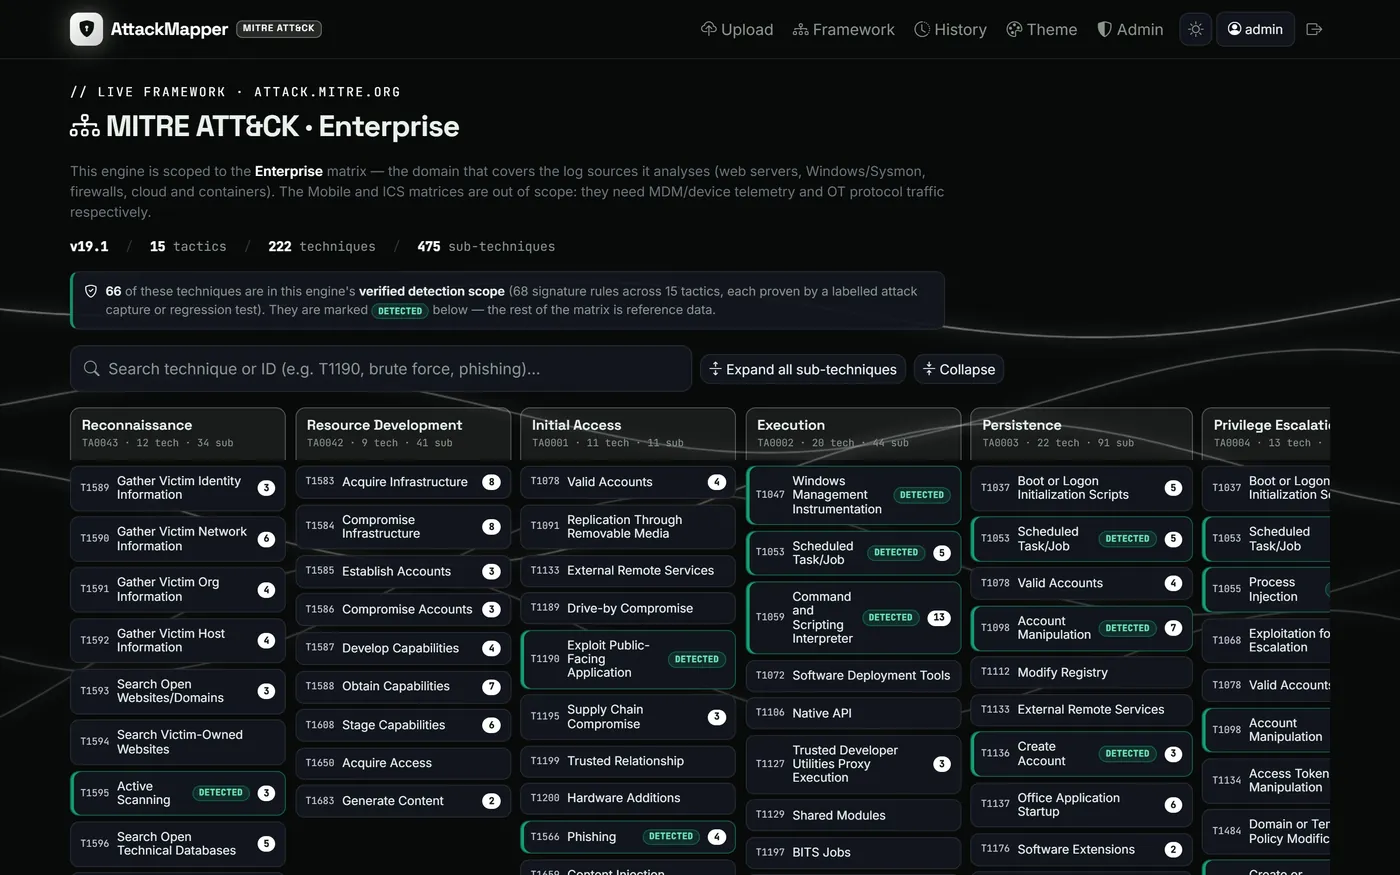 AttackMapper MITRE ATT&CK
Upload Framework History Theme Admin admin
// LIVE FRAMEWORK · ATTACK.MITRE.ORG
MITRE ATT&CK · Enterprise
This engine is scoped to the Enterprise matrix — the domain that covers the log sources it analyses (web servers, Windows/Sysmon,
firewalls, cloud and containers). The Mobile and ICS matrices are out of scope: they need MDM/device telemetry and OT protocol traffic
respectively.
v19.1 / 15 tactics / 222 techniques / 475 sub-techniques
66 of these techniques are in this engine's verified detection scope (68 signature rules across 15 tactics, each proven by a labelled attack
capture or regression test). They are marked DETECTED below — the rest of the matrix is reference data.
Search technique or ID (e.g. T1190, brute force, phishing)...
Expand all sub-techniques
Collapse
Reconnaissance
TA0043 · 12 tech · 34 sub
T1589 Gather Victim Identity
Information 3
T1590 Gather Victim Network
Information 6
T1591 Gather Victim Org
Information 4
T1592 Gather Victim Host
Information 4
T1593 Search Open
Websites/Domains 3
T1594 Search Victim-Owned
Websites
T1595 Active
Scanning DETECTED 3
T1596 Search Open
Technical Databases 5
Resource Development
TA0042 · 9 tech · 41 sub
T1583 Acquire Infrastructure 8
T1584 Compromise
Infrastructure 8
T1585 Establish Accounts 3
T1586 Compromise Accounts 3
T1587 Develop Capabilities 4
T1588 Obtain Capabilities 7
T1608 Stage Capabilities 6
T1650 Acquire Access
T1683 Generate Content 2
Initial Access
TA0001 · 11 tech · 11 sub
T1078 Valid Accounts 4
T1091 Replication Through
Removable Media
T1133 External Remote Services
T1189 Drive-by Compromise
T1190 Exploit Public-
Facing
Application DETECTED
T1195 Supply Chain
Compromise 3
T1199 Trusted Relationship
T1200 Hardware Additions
T1566 Phishing DETECTED 4
T1659 Content Injection
Execution
TA0002 · 20 tech · 44 sub
T1047 Windows
Management
Instrumentation DETECTED
T1053 Scheduled
Task/Job DETECTED 5
T1059 Command
and
Scripting
Interpreter DETECTED 13
T1072 Software Deployment Tools
T1106 Native API
T1127 Trusted Developer
Utilities Proxy
Execution 3
T1129 Shared Modules
T1197 BITS Jobs
Persistence
TA0003 · 22 tech · 91 sub
T1037 Boot or Logon
Initialization Scripts 5
T1053 Scheduled
Task/Job DETECTED 5
T1078 Valid Accounts 4
T1098 Account
Manipulation DETECTED 7
T1112 Modify Registry
T1133 External Remote Services
T1136 Create
Account DETECTED 3
T1137 Office Application
Startup 6
T1176 Software Extensions 2
Privilege Escalati
TA0004 · 13 tech ·
T1037 Boot or Logon
Initialization Sc
T1053 Scheduled
Task/Job
T1055 Process
Injection
T1068 Exploitation fo
Escalation
T1078 Valid Accounts
T1098 Account
Manipulation
T1134 Access Token
Manipulation
T1484 Domain or Ten
Policy Modific
Create or